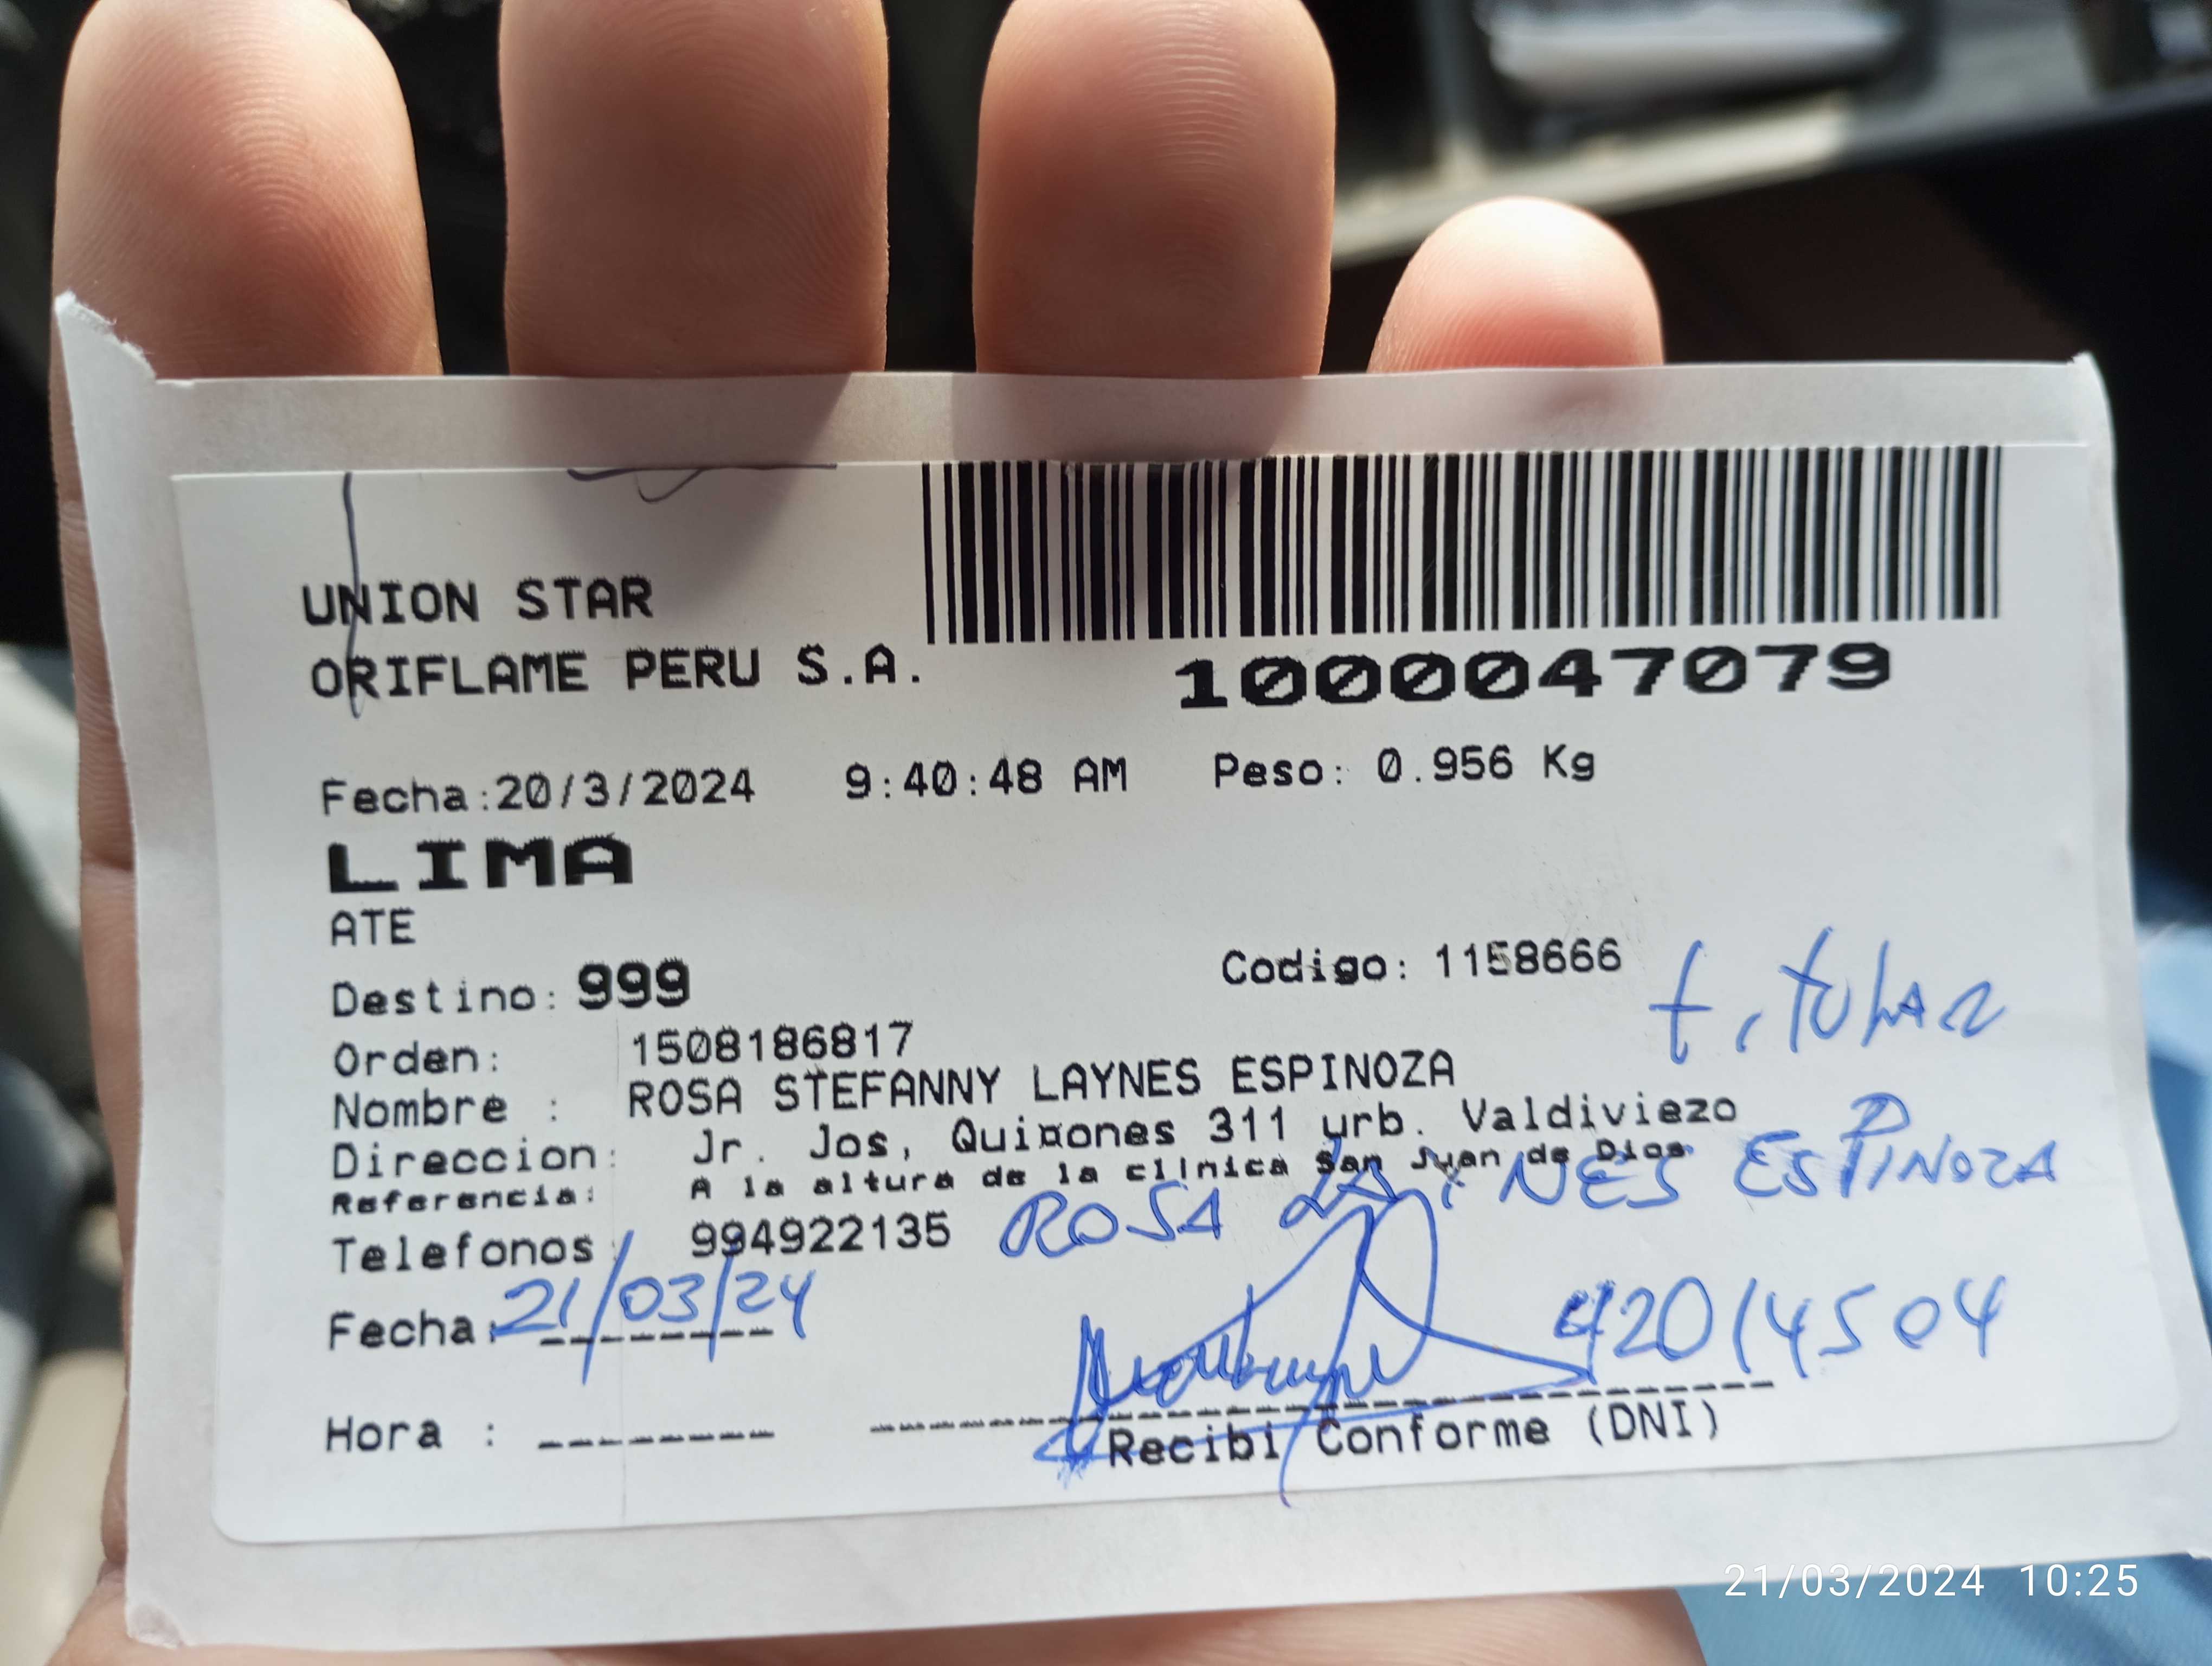 UNION STAR
ORIFLAME PERU S.A.
1000047079
Fecha:20/3/2024 9:40:48 AM Peso: 0.956 Kg
LIMA
ATE
Destino: 999 Codigo: 1158666
titular
Orden: 1508186817
Nombre : ROSA STEFANNY LAYNES ESPINOZA
Direccion: Jr. Jos, Quiñones 311 urb. Valdiviezo
Referencia: A la altura de la clinica San Juan de Dios
Telefonos 994922135 ROSA LAYNES ESPINOZA
Fecha: 21/03/24
42014504
Hora :
Recibi Conforme (DNI)
21/03/2024 10:25